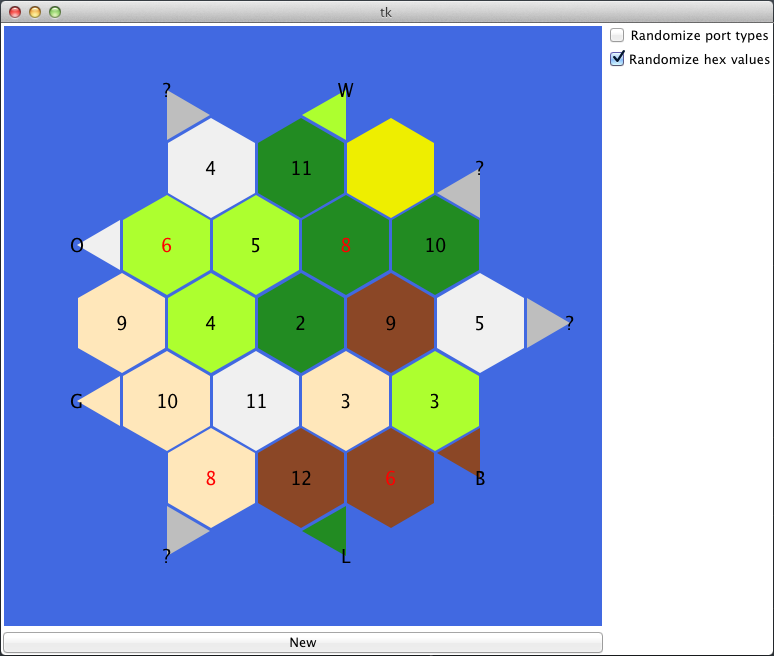 tk
Randomize port types
Randomize hex values
? W
4 11 ?
O 6 5 8 10
9 4 2 9 5 ?
G 10 11 3 3
8 12 6 B
? L
New